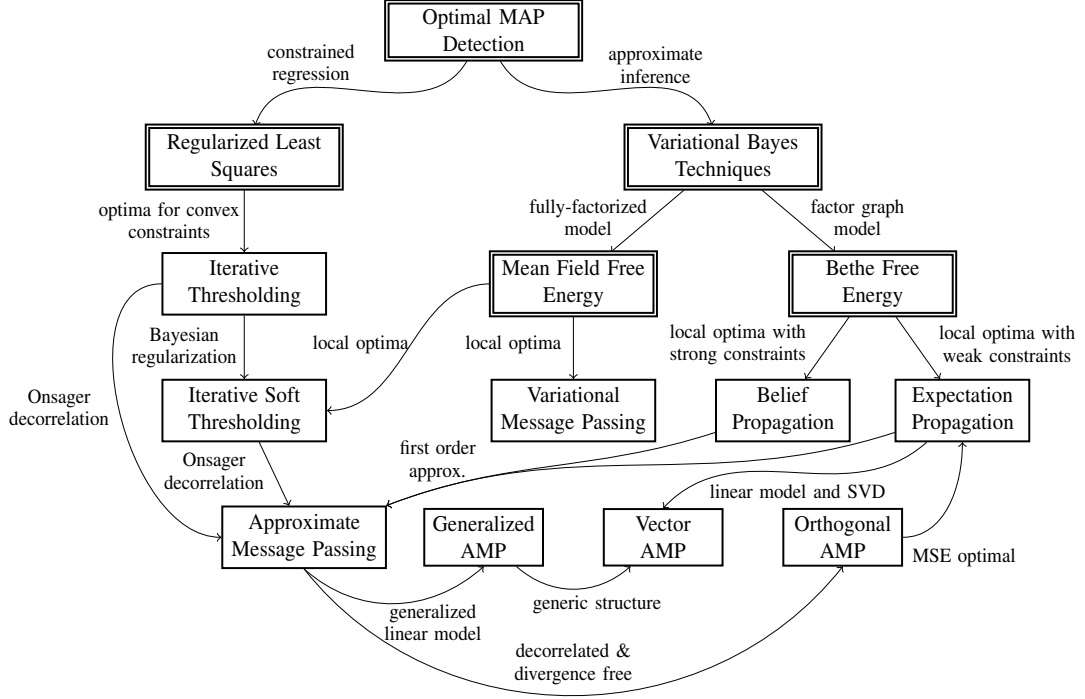 Optimal MAP
Detection
constrained
regression
approximate
inference
Regularized Least
Squares
Variational Bayes
Techniques
optima for convex
constraints
fully-factorized
model
factor graph
model
Iterative
Thresholding
Mean Field Free
Energy
Bethe Free
Energy
Bayesian
regularization
local optima
local optima
local optima with
strong constraints
local optima with
weak constraints
Onsager
decorrelation
Iterative Soft
Thresholding
Variational
Message Passing
Belief
Propagation
Expectation
Propagation
Onsager
decorrelation
first order
approx.
linear model and SVD
Approximate
Message Passing
Generalized
AMP
Vector
AMP
Orthogonal
AMP
MSE optimal
generalized
linear model
generic structure
decorrelated &
divergence free